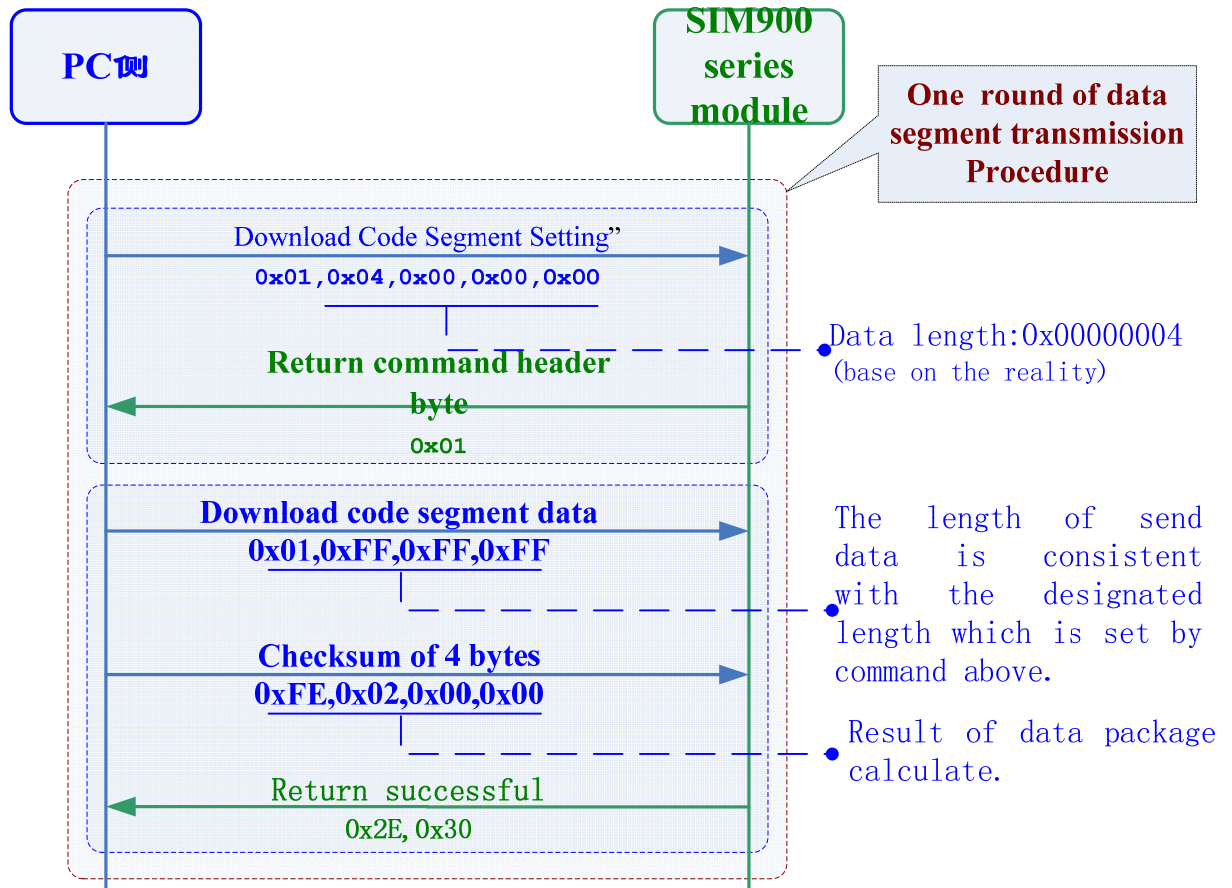 PC侧
SIM900
series
module
One round of data
segment transmission
Procedure
Download Code Segment Setting”
0x01,0x04,0x00,0x00,0x00
Data length:0x00000004
(base on the reality)
Return command header
byte
0x01
Download code segment data
0x01,0xFF,0xFF,0xFF
The length of send
data is consistent
with the designated
length which is set by
command above.
Checksum of 4 bytes
0xFE,0x02,0x00,0x00
Result of data package
calculate.
Return successful
0x2E,0x30